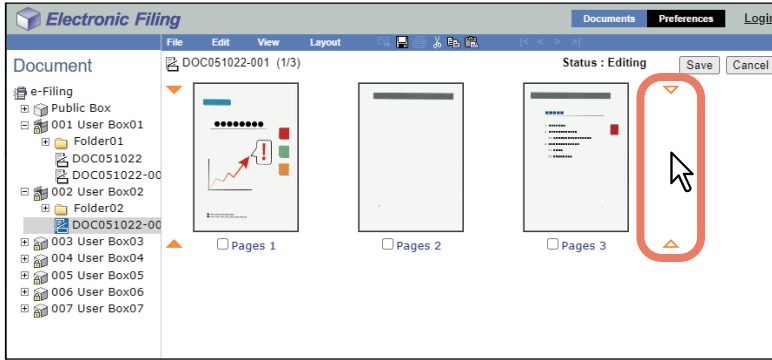 Electronic Filing
Documents
Preferences
Login
File Edit View Layout
|< < > >|
Document
DOC051022-001 (1/3)
Status : Editing
Save
Cancel
e-Filing
Public Box
001 User Box01
Folder01
DOC051022
DOC051022-00
002 User Box02
Folder02
DOC051022-00
003 User Box03
004 User Box04
005 User Box05
006 User Box06
007 User Box07
!
Pages 1
Pages 2
Pages 3